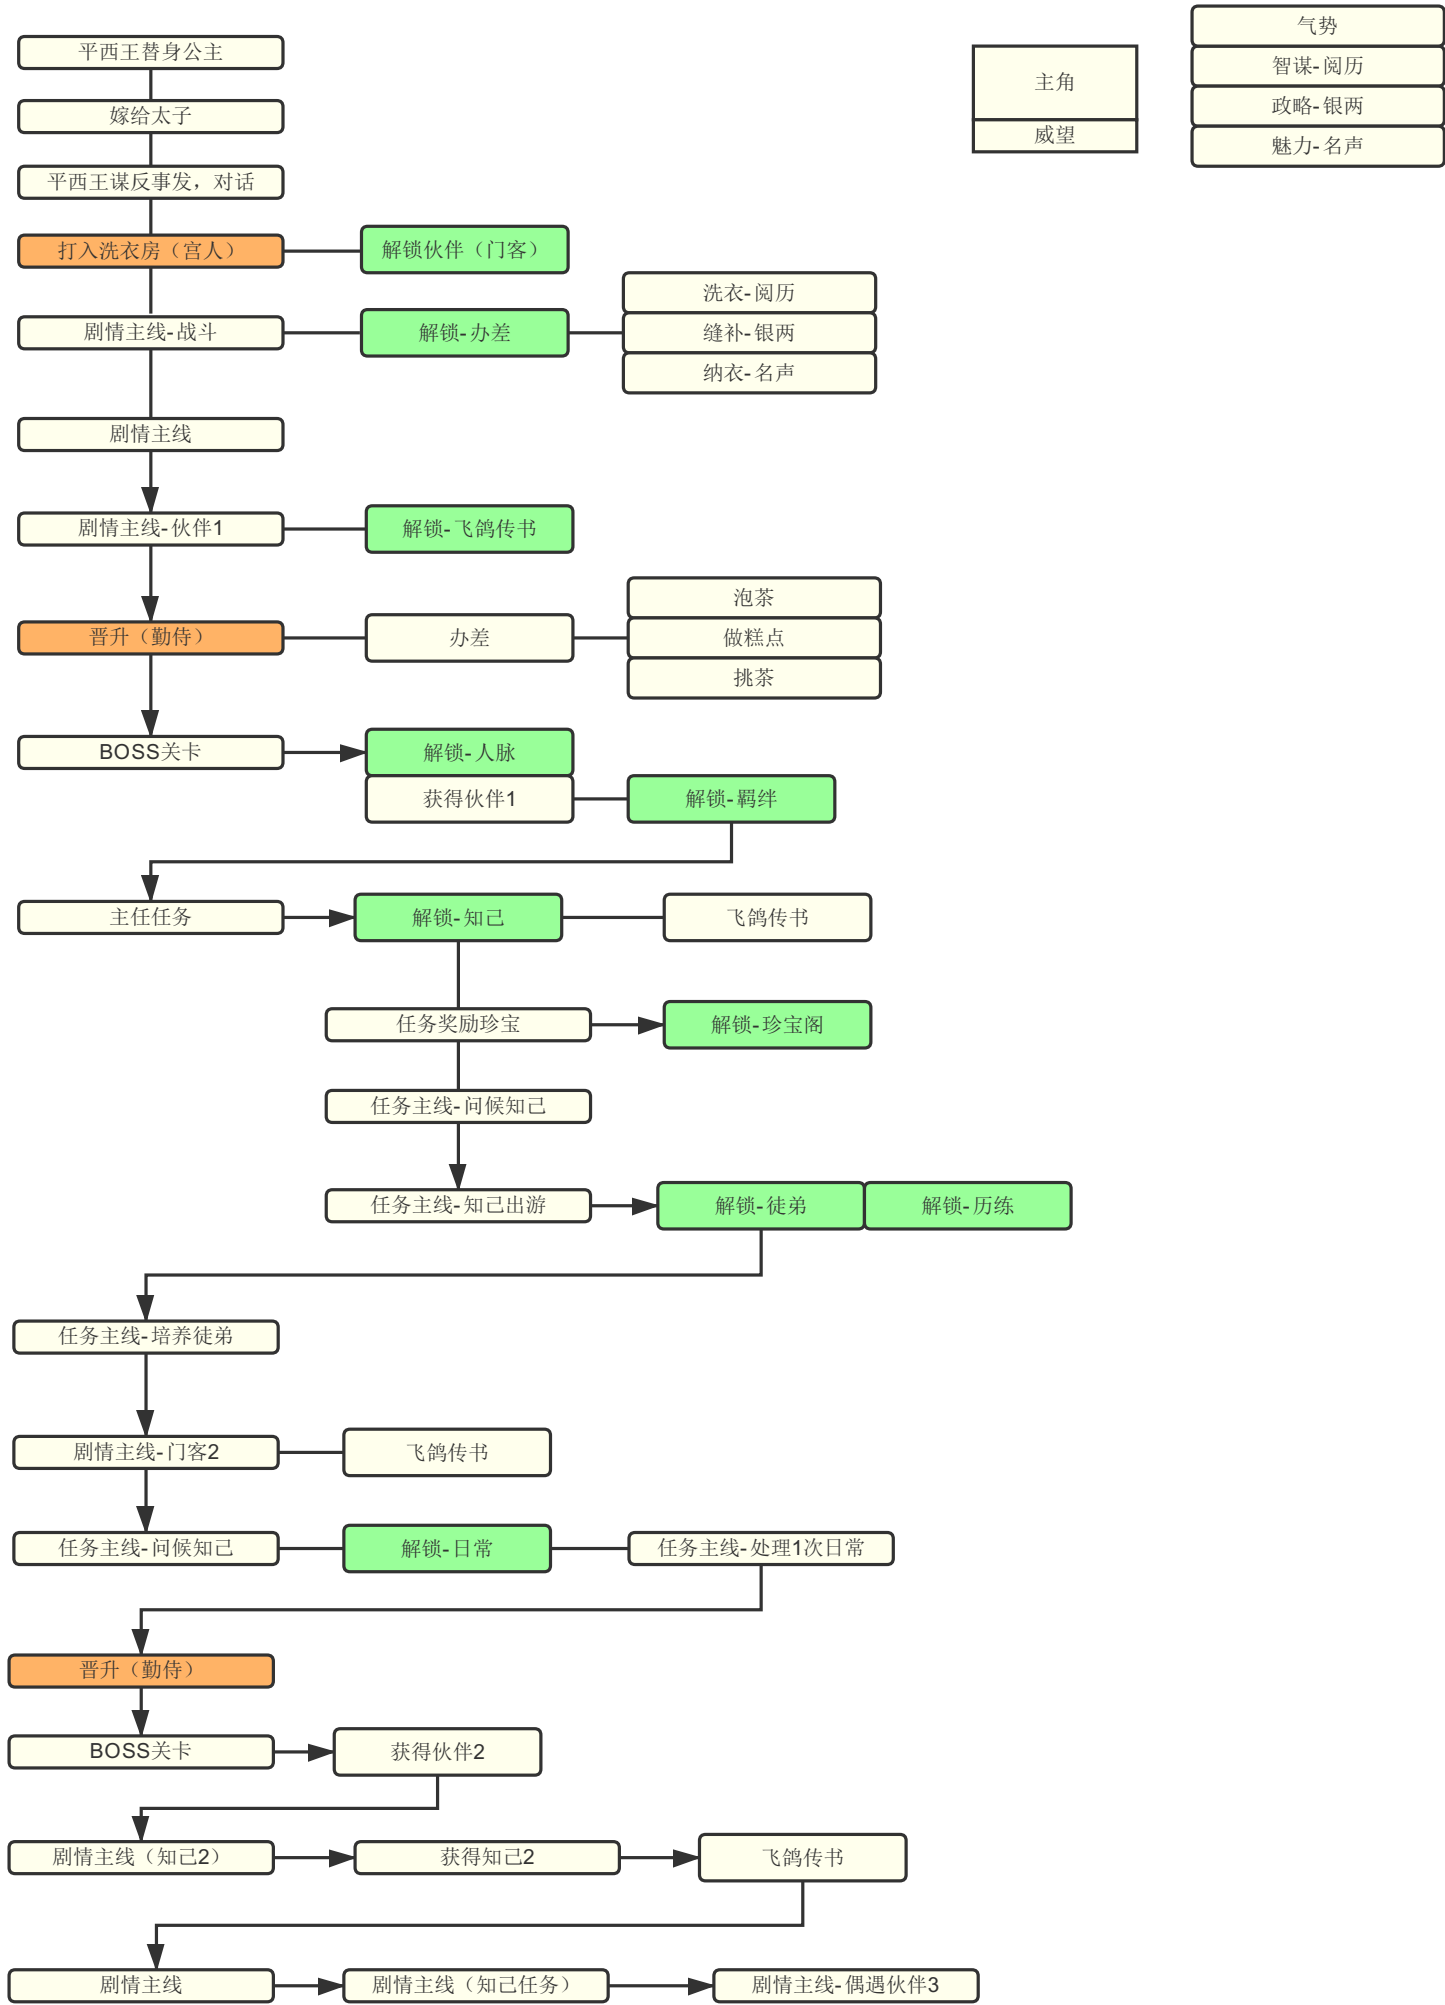 平西王替身公主
嫁给太子
平西王谋反事发，对话
打入洗衣房（宫人）
解锁伙伴（门客）
剧情主线-战斗
解锁-办差
洗衣-阅历
缝补-银两
纳衣-名声
主角
威望
气势
智谋-阅历
政略-银两
魅力-名声
剧情主线
剧情主线-伙伴1
解锁-飞鸽传书
晋升（勤侍）
办差
泡茶
做糕点
挑茶
BOSS关卡
解锁-人脉
获得伙伴1
解锁-羁绊
主任任务
解锁-知己
飞鸽传书
任务奖励珍宝
解锁-珍宝阁
任务主线-问候知己
任务主线-知己出游
解锁-徒弟
解锁-历练
任务主线-培养徒弟
剧情主线-门客2
飞鸽传书
任务主线-问候知己
解锁-日常
任务主线-处理1次日常
晋升（勤侍）
BOSS关卡
获得伙伴2
剧情主线（知己2）
获得知己2
飞鸽传书
剧情主线
剧情主线（知己任务）
剧情主线-偶遇伙伴3